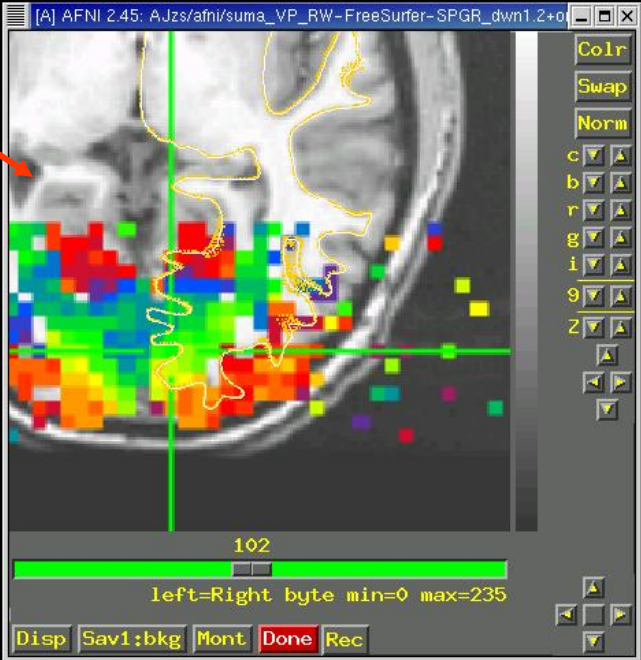 [A] AFNI 2.45: AJzs/afni/suma_VP_RW-FreeSurfer-SPGR_dwn1.2+o
Colr
Swap
Norm
c
b
r
g
i
9
Z
102
left=Right byte min=0 max=235
Disp Sav1:bkg Mont Done Rec